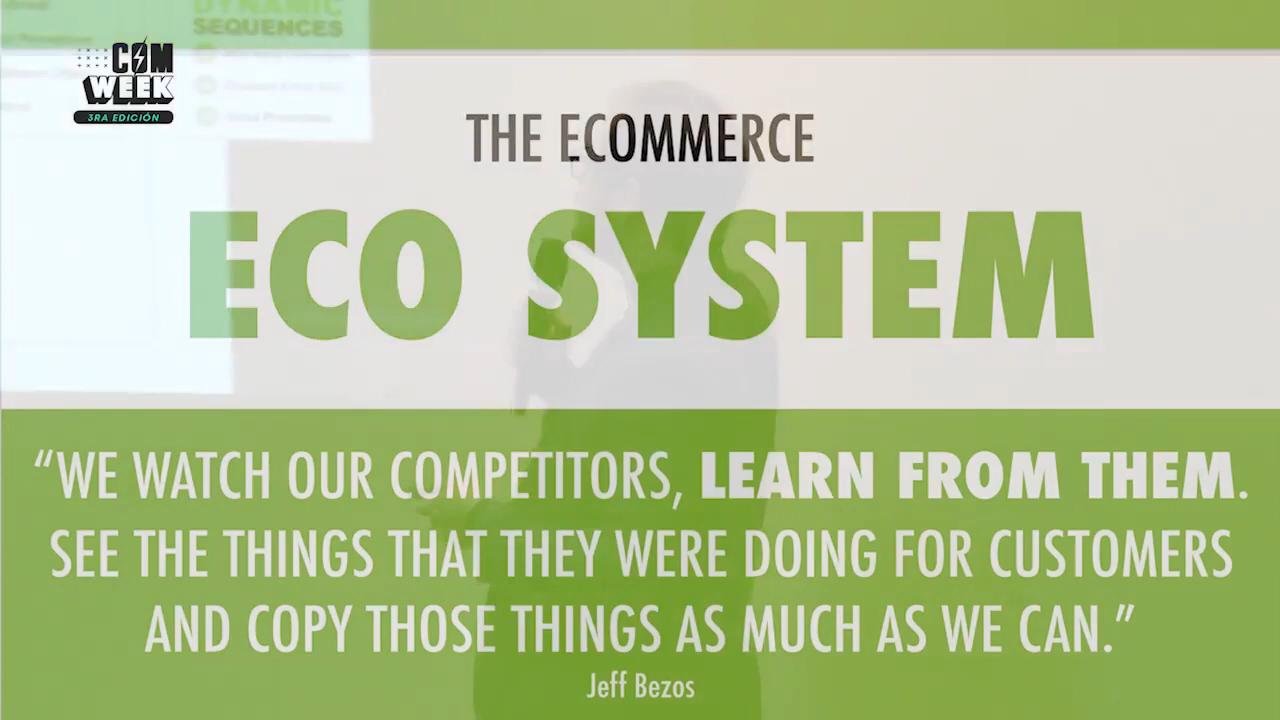 DYNAMIC
SEQUENCES
COM
WEEK
3RA EDICIÓN
THE ECOMMERCE
ECO SYSTEM
“WE WATCH OUR COMPETITORS, LEARN FROM THEM.
SEE THE THINGS THAT THEY WERE DOING FOR CUSTOMERS
AND COPY THOSE THINGS AS MUCH AS WE CAN.”
Jeff Bezos